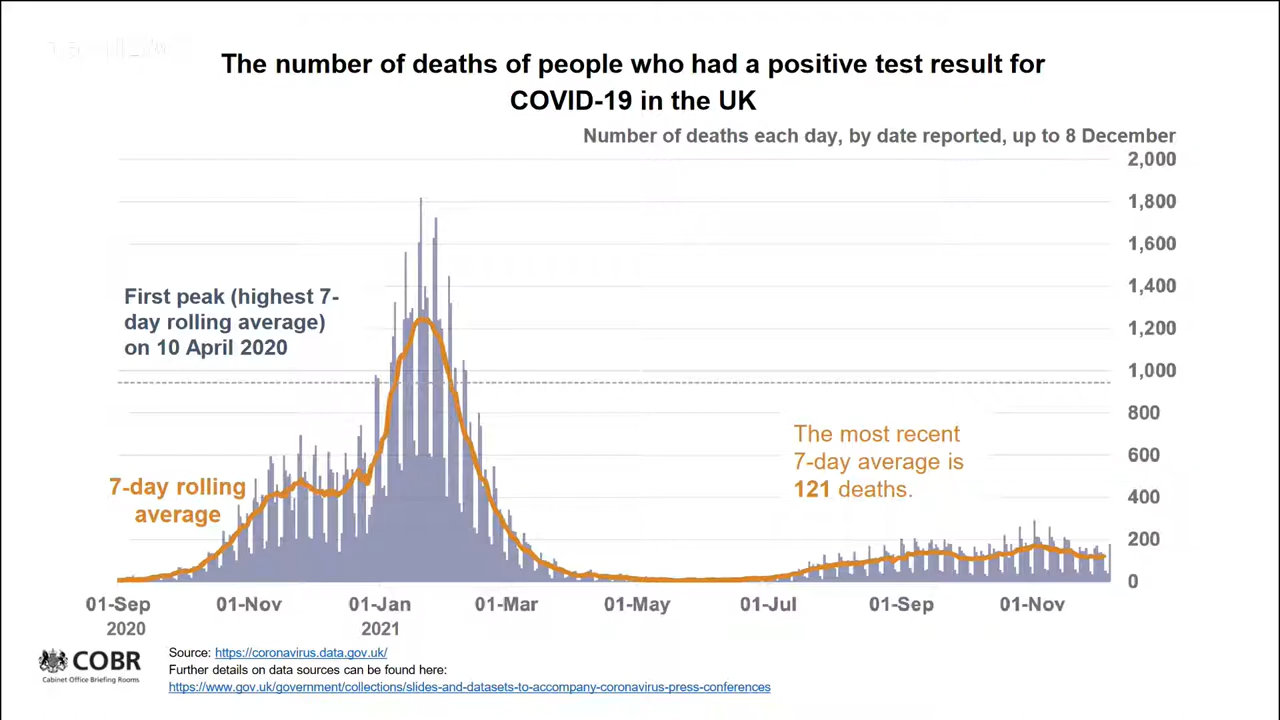 The number of deaths of people who had a positive test result for
COVID-19 in the UK
Number of deaths each day, by date reported, up to 8 December
2,000
1,800
1,600
1,400
1,200
1,000
800
600
400
200
0
First peak (highest 7-
day rolling average)
on 10 April 2020
7-day rolling
average
The most recent
7-day average is
121 deaths.
01-Sep 01-Nov 01-Jan 01-Mar 01-May 01-Jul 01-Sep 01-Nov
2020 2021
COBR
Cabinet Office Briefing Rooms
Source: https://coronavirus.data.gov.uk/
Further details on data sources can be found here:
https://www.gov.uk/government/collections/slides-and-datasets-to-accompany-coronavirus-press-conferences